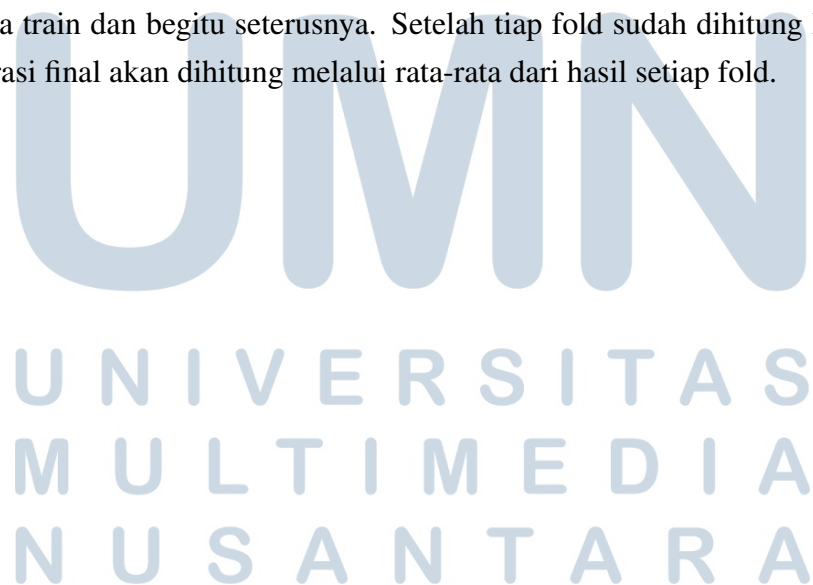 a train dan begitu seterusnya. Setelah tiap fold sudah dihitung
rasi final akan dihitung melalui rata-rata dari hasil setiap fold.
UMN
UNIVERSITAS
MULTIMEDIA
NUSANTARA